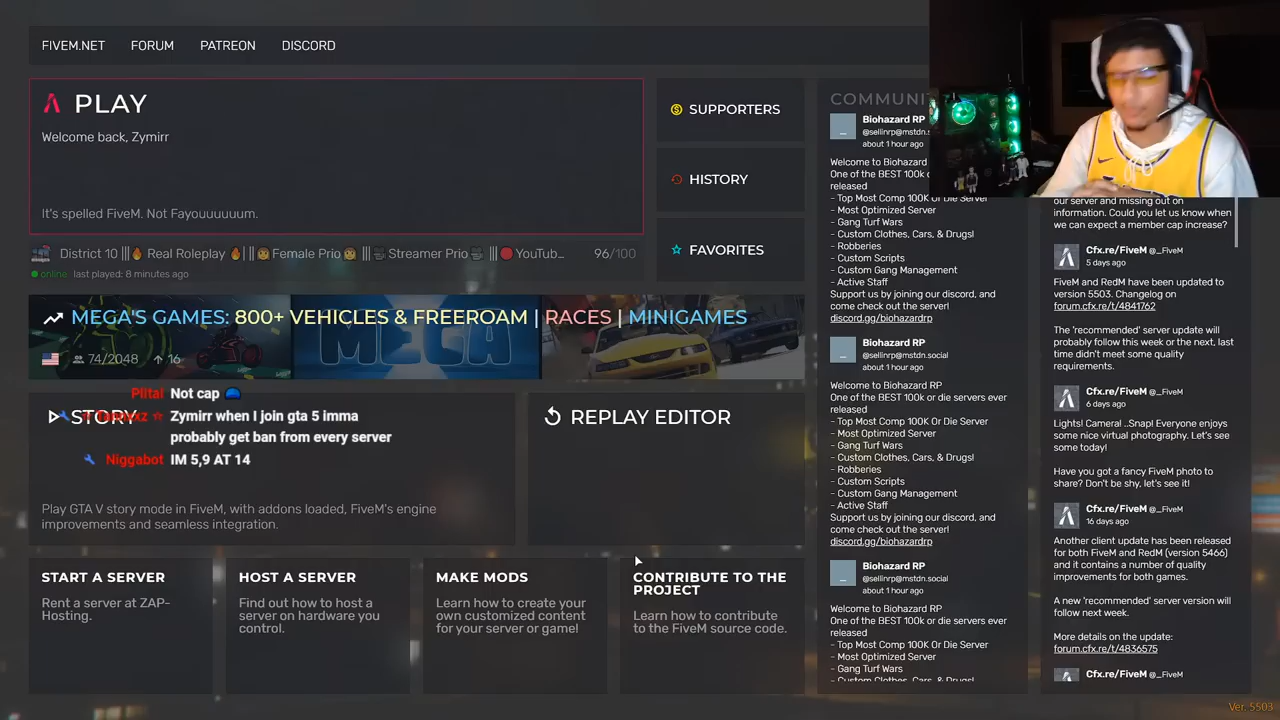 FIVEM.NET
FORUM
PATREON
DISCORD
PLAY
Welcome back, Zymirr
It's spelled FiveM. Not Fayouuuuuum.
District 10 |||🔥 Real Roleplay 🔥|||👩 Female Prio 👩|||🎥 Streamer Prio 🎥|||🔴 YouTub...
96/100
online last played: 8 minutes ago
SUPPORTERS
HISTORY
FAVORITES
MEGA'S GAMES: 800+ VEHICLES & FREEROAM | RACES | MINIGAMES
MEGA
74/2048 ↑ 16
Plital Not cap 🧢
Zymirr when I join gta 5 imma
probably get ban from every server
Niggabot IM 5,9 AT 14
STORY
Play GTA V story mode in FiveM, with addons loaded, FiveM's engine
improvements and seamless integration.
REPLAY EDITOR
START A SERVER
Rent a server at ZAP-
Hosting.
HOST A SERVER
Find out how to host a
server on hardware you
control.
MAKE MODS
Learn how to create your
own customized content
for your server or game!
CONTRIBUTE TO THE
PROJECT
Learn how to contribute
to the FiveM source code.
COMMUNI
Biohazard RP
@sellinrp@mstdn.s
about 1 hour ago
Welcome to Biohazard
One of the BEST 100k o
released
- Top Most Comp 100K Or Die Server
- Most Optimized Server
- Gang Turf Wars
- Custom Clothes, Cars, & Drugs!
- Robberies
- Custom Scripts
- Custom Gang Management
- Active Staff
Support us by joining our discord, and
come check out the server!
discord.gg/biohazardrp
Biohazard RP
@sellinrp@mstdn.social
about 1 hour ago
Welcome to Biohazard RP
One of the BEST 100k or die servers ever
released
- Top Most Comp 100K Or Die Server
- Most Optimized Server
- Gang Turf Wars
- Custom Clothes, Cars, & Drugs!
- Robberies
- Custom Scripts
- Custom Gang Management
- Active Staff
Support us by joining our discord, and
come check out the server!
discord.gg/biohazardrp
Biohazard RP
@sellinrp@mstdn.social
about 1 hour ago
Welcome to Biohazard RP
One of the BEST 100k or die servers ever
released
- Top Most Comp 100K Or Die Server
- Most Optimized Server
- Gang Turf Wars
- Custom Clothes, Cars, & Drugs!
our server and missing out on
information. Could you let us know when
we can expect a member cap increase?
Cfx.re/FiveM @_FiveM
5 days ago
FiveM and RedM have been updated to
version 5503. Changelog on
forum.cfx.re/t/4841762
The 'recommended' server update will
probably follow this week or the next, last
time didn't meet some quality
requirements.
Cfx.re/FiveM @_FiveM
6 days ago
Lights! Camera! ..Snap! Everyone enjoys
some nice virtual photography. Let's see
some today!
Have you got a fancy FiveM photo to
share? Don't be shy, let's see it!
Cfx.re/FiveM @_FiveM
16 days ago
Another client update has been released
for both FiveM and RedM (version 5466)
and it contains a number of quality
improvements for both games.
A new 'recommended' server version will
follow next week.
More details on the update:
forum.cfx.re/t/4836575
Cfx.re/FiveM @_FiveM
Ver. 5503